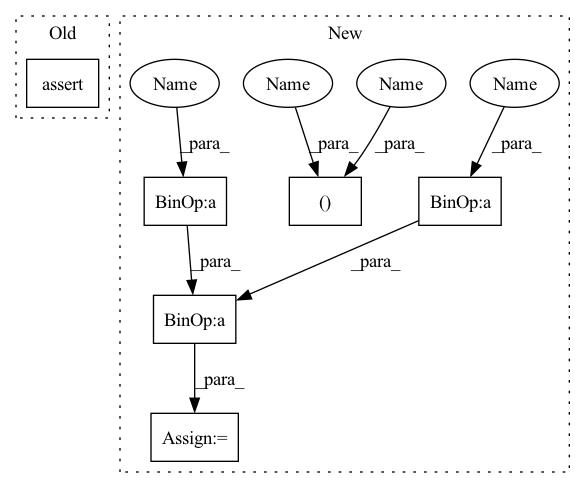 Old
New
assert
Name
Name
Name
Name
_para_
_para_
_para_
_para_
BinOp:a
()
BinOp:a
_para_
_para_
BinOp:a
_para_
Assign:=